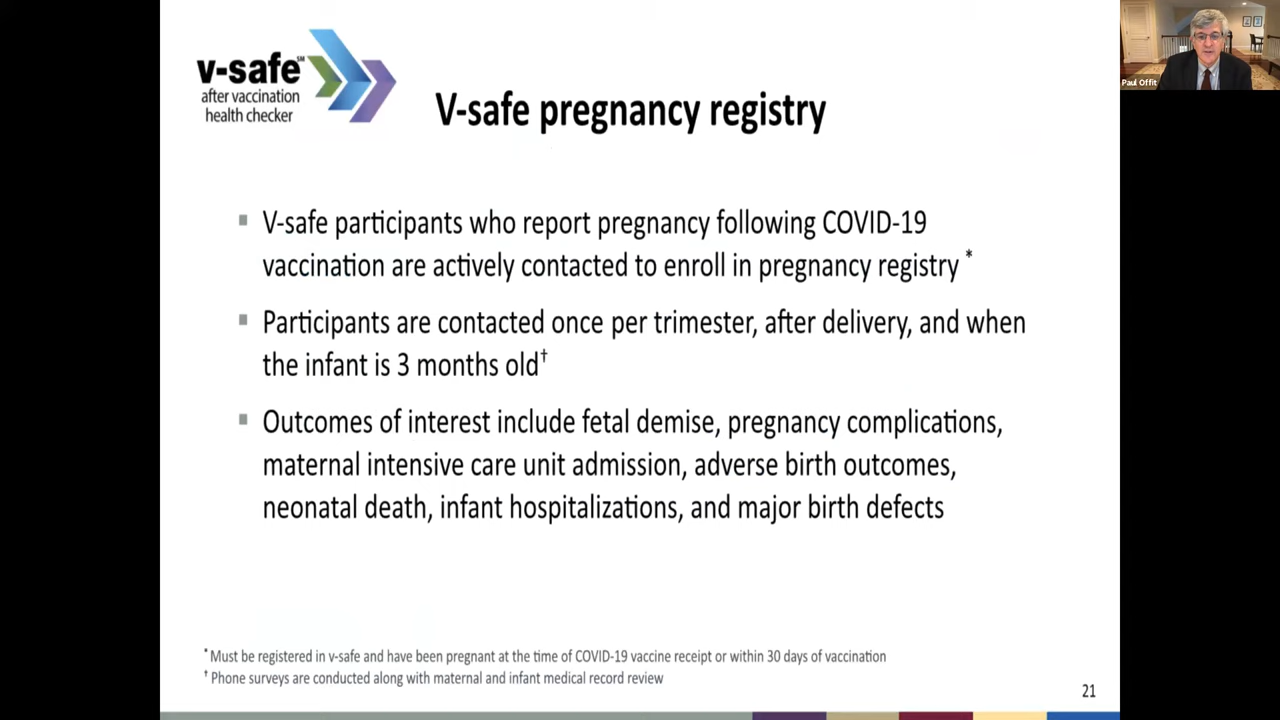 v-safe℠
after vaccination
health checker
V-safe pregnancy registry
Paul Offit
▪ V-safe participants who report pregnancy following COVID-19
vaccination are actively contacted to enroll in pregnancy registry *
▪ Participants are contacted once per trimester, after delivery, and when
the infant is 3 months old†
▪ Outcomes of interest include fetal demise, pregnancy complications,
maternal intensive care unit admission, adverse birth outcomes,
neonatal death, infant hospitalizations, and major birth defects
* Must be registered in v-safe and have been pregnant at the time of COVID-19 vaccine receipt or within 30 days of vaccination
† Phone surveys are conducted along with maternal and infant medical record review
21